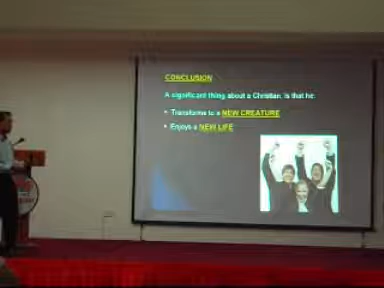 CONCLUSION
A significant thing about a Christian is that he:
• Transforms to a NEW CREATURE
• Enjoys a NEW LIFE